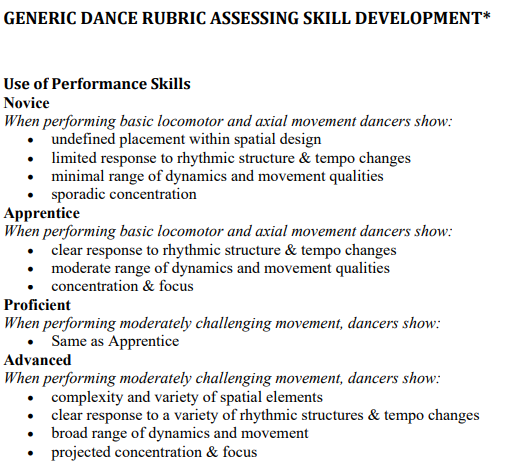 GENERIC DANCE RUBRIC ASSESSING SKILL DEVELOPMENT*
Use of Performance Skills
Novice
When performing basic locomotor and axial movement dancers show:
• undefined placement within spatial design
• limited response to rhythmic structure & tempo changes
• minimal range of dynamics and movement qualities
• sporadic concentration
Apprentice
When performing basic locomotor and axial movement dancers show:
• clear response to rhythmic structure & tempo changes
• moderate range of dynamics and movement qualities
• concentration & focus
Proficient
When performing moderately challenging movement, dancers show:
• Same as Apprentice
Advanced
When performing moderately challenging movement, dancers show:
• complexity and variety of spatial elements
• clear response to a variety of rhythmic structures & tempo changes
• broad range of dynamics and movement
• projected concentration & focus